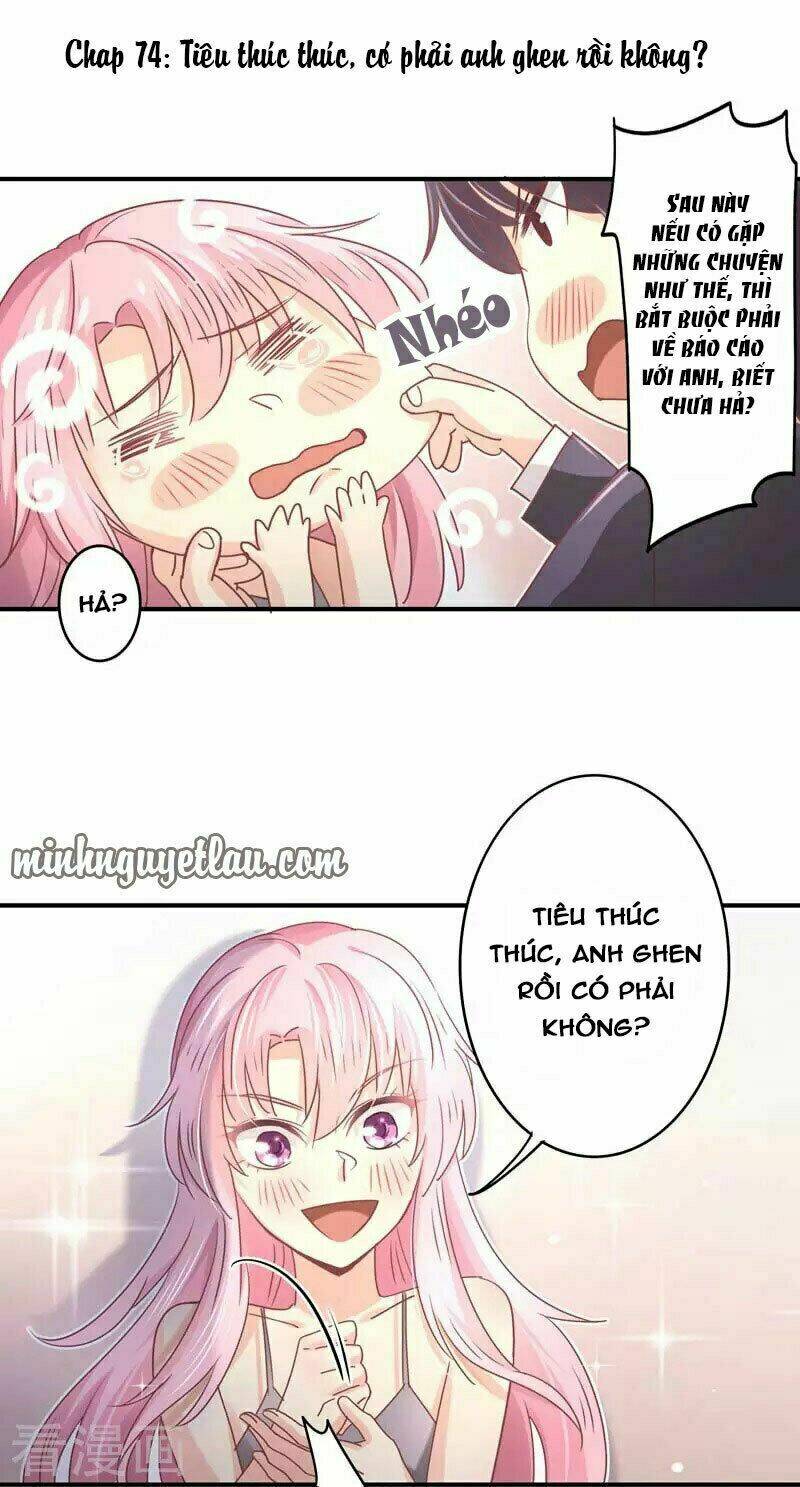 Chap 74: Tiêu thúc thúc, có phải anh ghen rồi không?
SAU NÀY
NẾU CÓ GẶP
NHỮNG CHUYỆN
NHƯ THẾ, THÌ
BẮT BUỘC PHẢI
VỀ BÁO CÁO
VỚI ANH, BIẾT
CHƯA HẢ?
Nhéo
HẢ?
minhnguyetlau.com
TIÊU THÚC
THÚC, ANH GHEN
RỒI CÓ PHẢI
KHÔNG?
看漫画